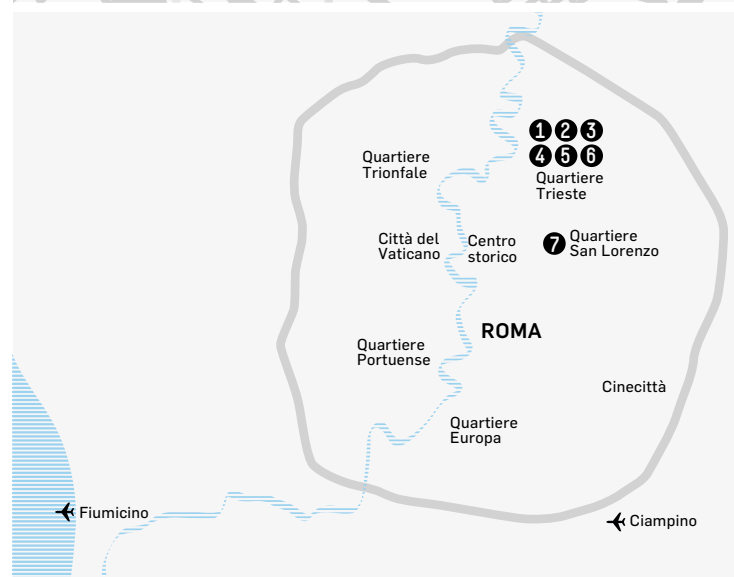 1 2 3
4 5 6
Quartiere
Trieste
Quartiere
Trionfale
Città del
Vaticano
Centro
storico
7 Quartiere
San Lorenzo
ROMA
Quartiere
Portuense
Cinecittà
Quartiere
Europa
Fiumicino
Ciampino